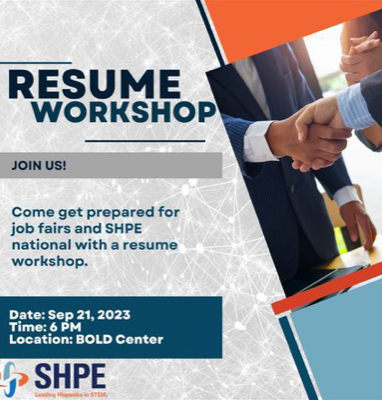 RESUME
WORKSHOP
JOIN US!
Come get prepared for
job fairs and SHPE
national with a resume
workshop.
Date: Sep 21, 2023
Time: 6 PM
Location: BOLD Center
SHPE
Leading Hispanics in STEM.